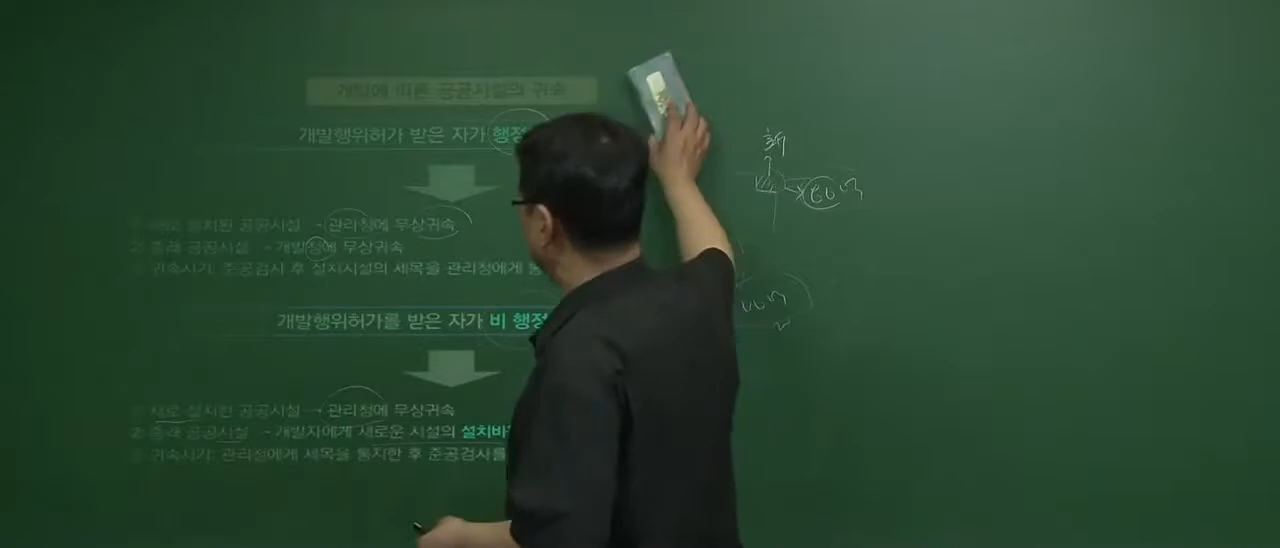 개발에 따른 공공시설의 귀속
개발행위허가 받은 자가 행정
새로 설치된 공공시설 → 관리청에 무상귀속
2) 종래 공공시설 → 개발청에 무상귀속
귀속시기: 준공검사 후 설치시설의 세목을 관리청에게 통
개발행위허가를 받은 자가 비 행정
새로 설치한 공공시설 → 관리청에 무상귀속
2) 종래 공공시설 → 개발자에게 새로운 시설의 설치비
귀속시기: 관리청에게 세목을 통지한 후 준공검사를
新